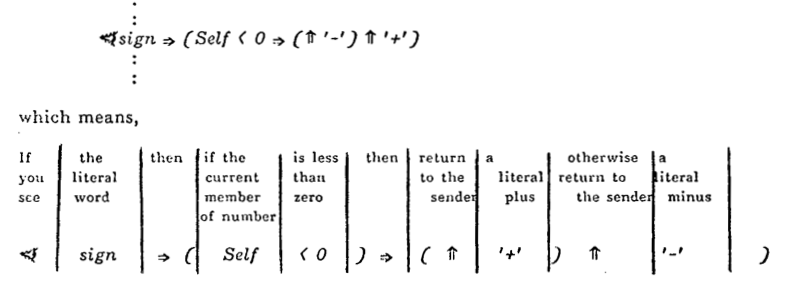 :
:
👁sign ⇒ (Self < 0 ⇒ (⇑ '-') ⇑ '+')
:
:
which means,
If the then if the is less then return a otherwise a
you literal current than to the literal return to literal
see word member zero sender plus the sender minus
of number
👁 sign ⇒ ( Self < 0 ) ⇒ ( ⇑ '+' ) ⇑ '-' )